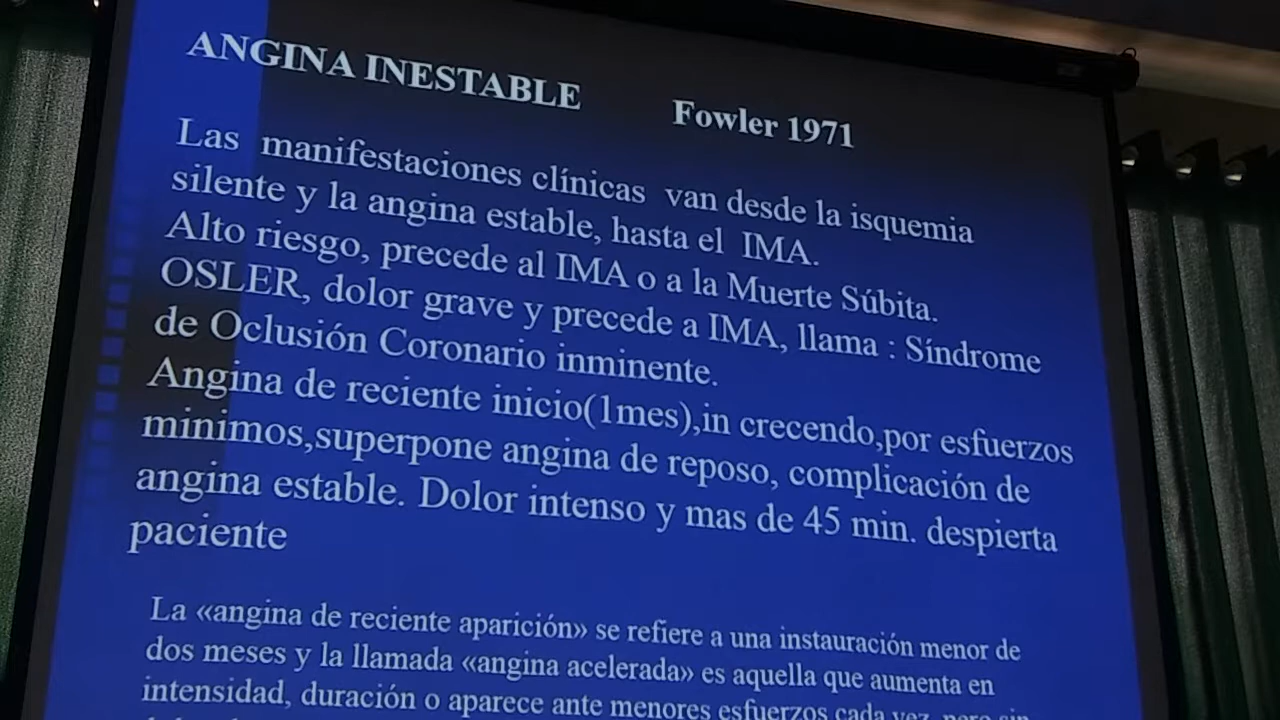 ANGINA INESTABLE Fowler 1971
Las manifestaciones clínicas van desde la isquemia
silente y la angina estable, hasta el IMA.
Alto riesgo, precede al IMA o a la Muerte Súbita.
OSLER, dolor grave y precede a IMA, llama : Síndrome
de Oclusión Coronario inminente.
Angina de reciente inicio(1mes),in crecendo,por esfuerzos
minimos,superpone angina de reposo, complicación de
angina estable. Dolor intenso y mas de 45 min. despierta
paciente
La «angina de reciente aparición» se refiere a una instauración menor de
dos meses y la llamada «angina acelerada» es aquella que aumenta en
intensidad, duración o aparece ante menores esfuerzos cada vez, pero sin